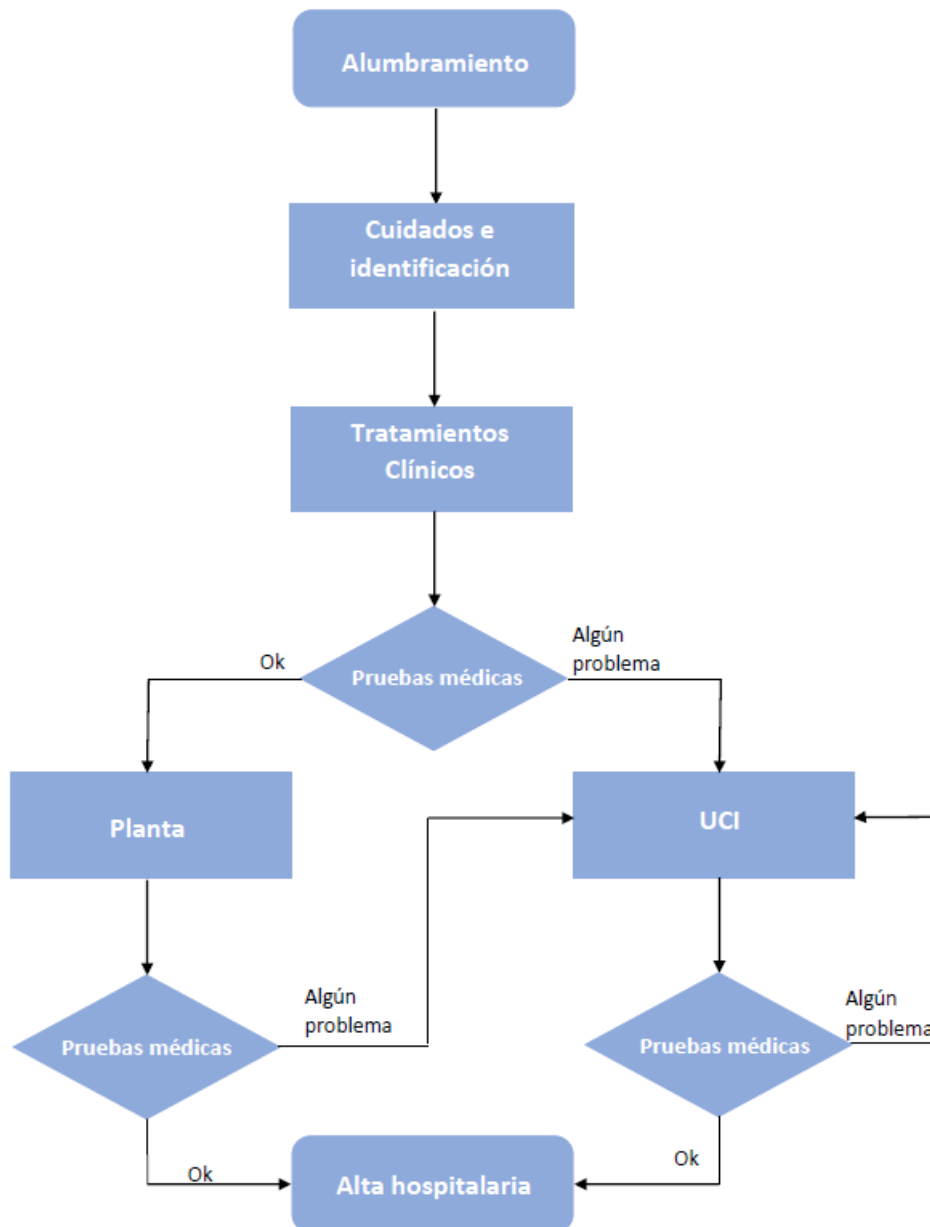 Alumbramiento
Cuidados e
identificación
Tratamientos
Clínicos
Ok
Pruebas médicas
Algún
problema
Planta
UCI
Pruebas médicas
Algún
problema
Pruebas médicas
Algún
problema
Ok
Alta hospitalaria
Ok